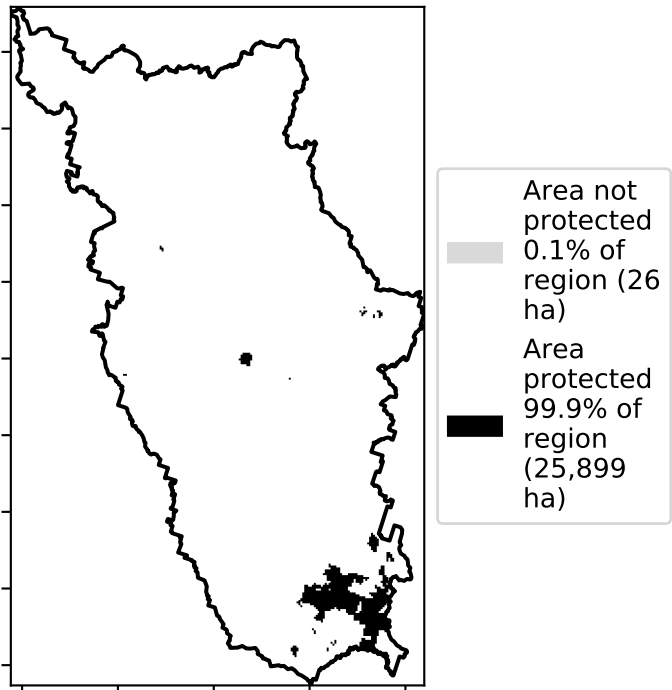 Area not
protected
0.1% of
region (26
ha)
Area
protected
99.9% of
region
(25,899
ha)